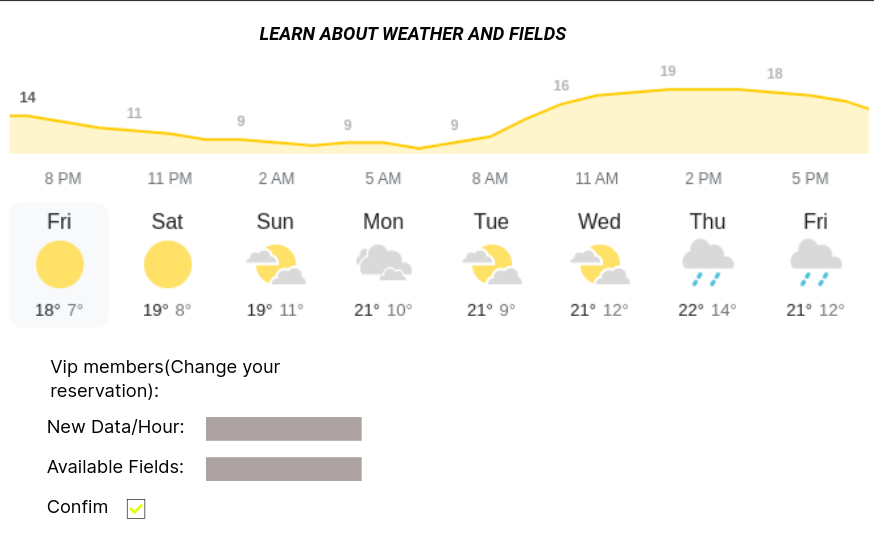 LEARN ABOUT WEATHER AND FIELDS
14 11 9 9 9 16 19 18
8 PM 11 PM 2 AM 5 AM 8 AM 11 AM 2 PM 5 PM
Fri Sat Sun Mon Tue Wed Thu Fri
18° 7° 19° 8° 19° 11° 21° 10° 21° 9° 21° 12° 22° 14° 21° 12°
Vip members(Change your
reservation):
New Data/Hour:
Available Fields:
Confim